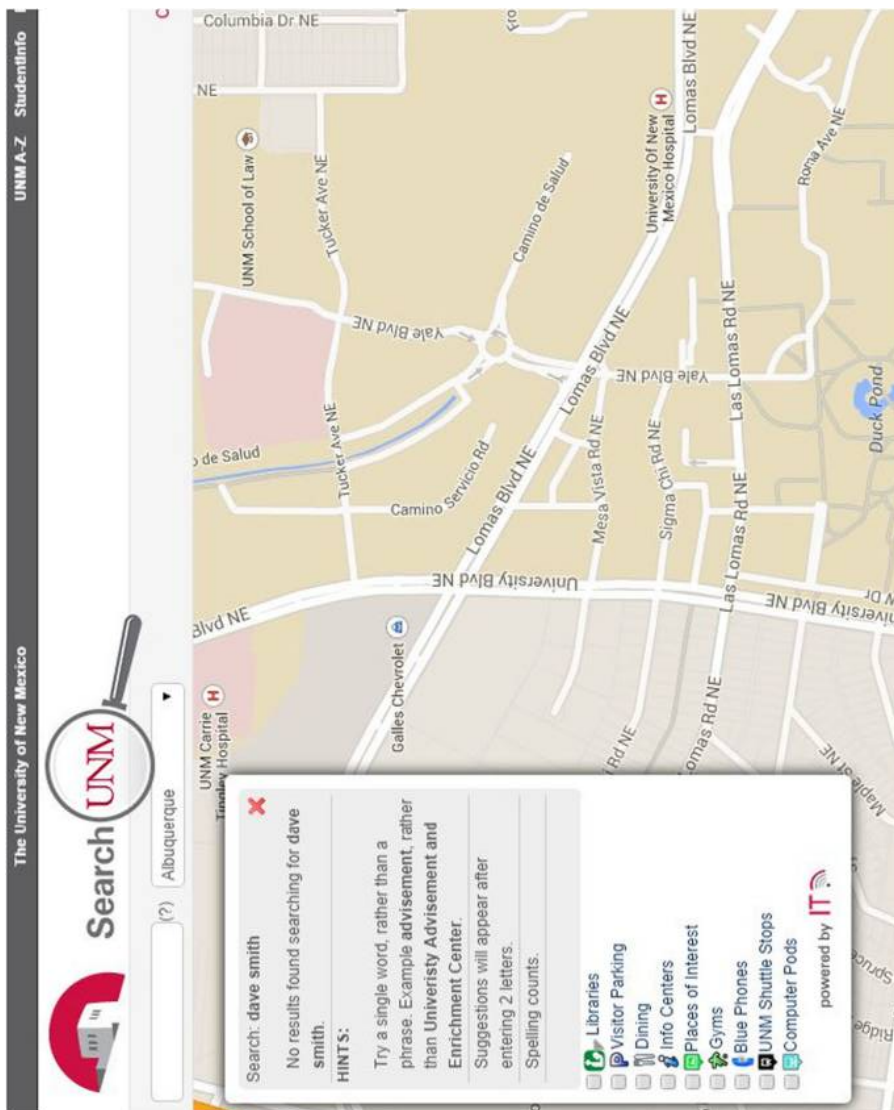 The University of New Mexico
UNM A-Z StudentInfo
Search UNM
(?)
Albuquerque
Search: dave smith
No results found searching for dave
smith.
HINTS:
Try a single word, rather than a
phrase. Example advisement, rather
than Univeristy Advisement and
Enrichment Center.
Suggestions will appear after
entering 2 letters.
Spelling counts.
Libraries
Visitor Parking
Dining
Info Centers
Places of Interest
Gyms
Blue Phones
UNM Shuttle Stops
Computer Pods
powered by IT
UNM Carrie
Tingley Hospital
Blvd NE
Galles Chevrolet
o de Salud
Tucker Ave NE
Camino Servicio Rd
Lomas Blvd NE
University Blvd NE
Yale Blvd NE
UNM School of Law
Tucker Ave NE
NE
Columbia Dr NE
Camino de Salud
Lomas Blvd NE
University Of New
Mexico Hospital
Lomas Blvd NE
Mesa Vista Rd NE
Sigma Chi Rd NE
Yale Blvd NE
Las Lomas Rd NE
Las Lomas Rd NE
Roma Ave NE
Duck Pond
University Blvd NE
Rd NE
Lomas Rd NE
Maple St NE
Spruce
Ridge